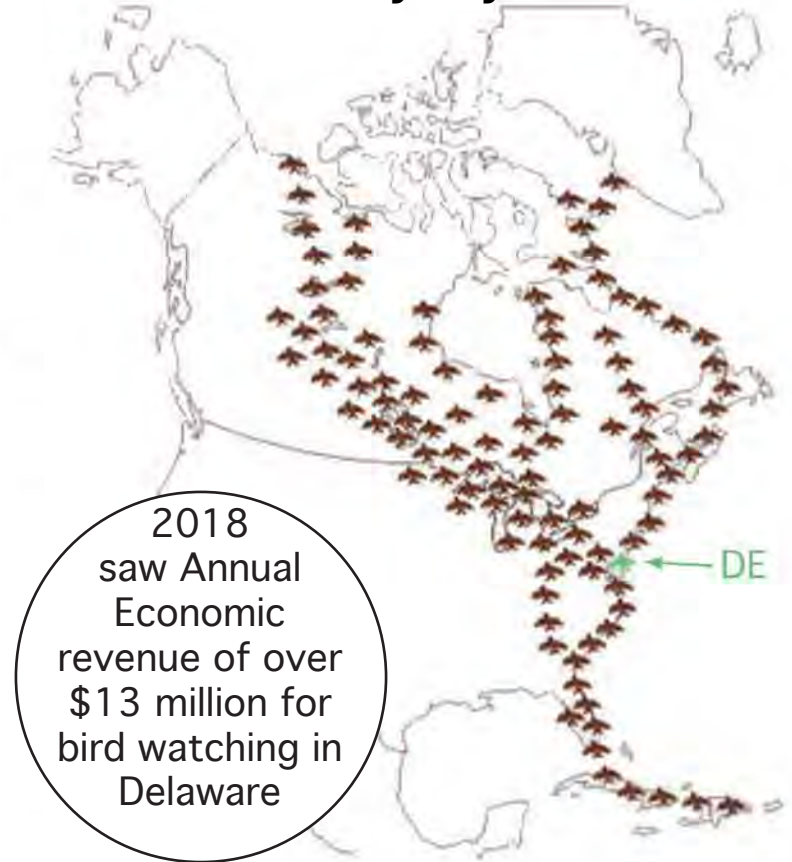 2018
saw Annual
Economic
revenue of over
$13 million for
bird watching in
Delaware
DE